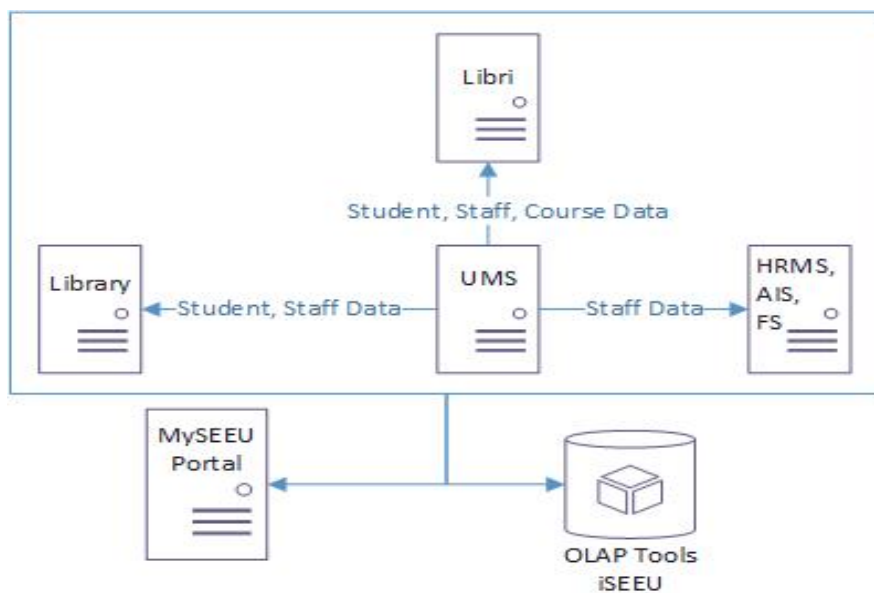 Libri
Student, Staff, Course Data
Library
Student, Staff Data
UMS
Staff Data
HRMS,
AIS,
FS
MySEEU
Portal
OLAP Tools
iSEEU